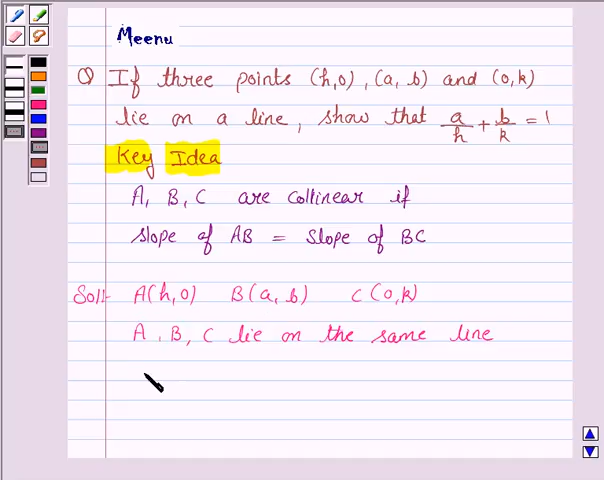 Meenu
Q If three points (h,0), (a, b) and (0,k)
lie on a line, show that a/h + b/k = 1
Key Idea
A, B, C are collinear if
slope of AB = Slope of BC
Sol:- A(h,0) B(a,b) C(0,k)
A, B, C lie on the same line